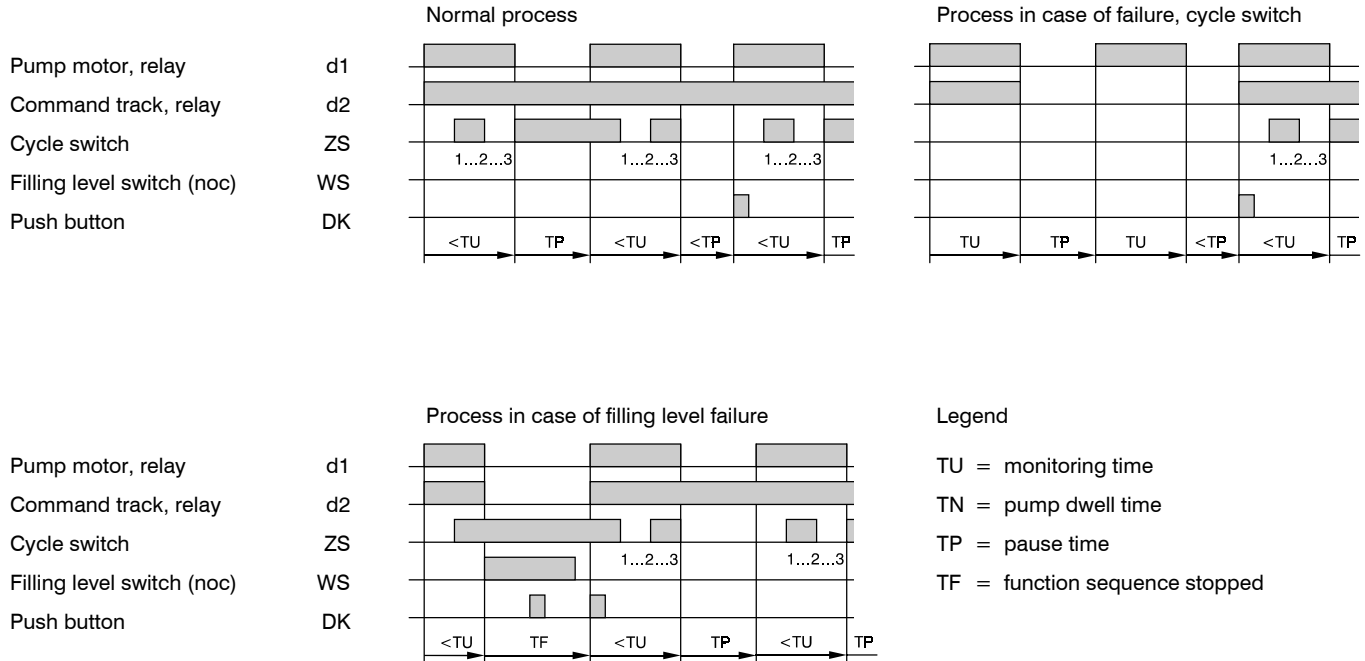 Normal process
Process in case of failure, cycle switch
Pump motor, relay d1
Command track, relay d2
Cycle switch ZS
1...2...3 1...2...3 1...2...3 1...2...3
Filling level switch (noc) WS
Push button DK
<TU TP <TU <TP <TU TP TU TP TU <TP <TU TP
Process in case of filling level failure
Legend
Pump motor, relay d1
TU = monitoring time
Command track, relay d2
TN = pump dwell time
Cycle switch ZS
TP = pause time
1...2...3 1...2...3
Filling level switch (noc) WS
TF = function sequence stopped
Push button DK
<TU TF <TU TP <TU TP